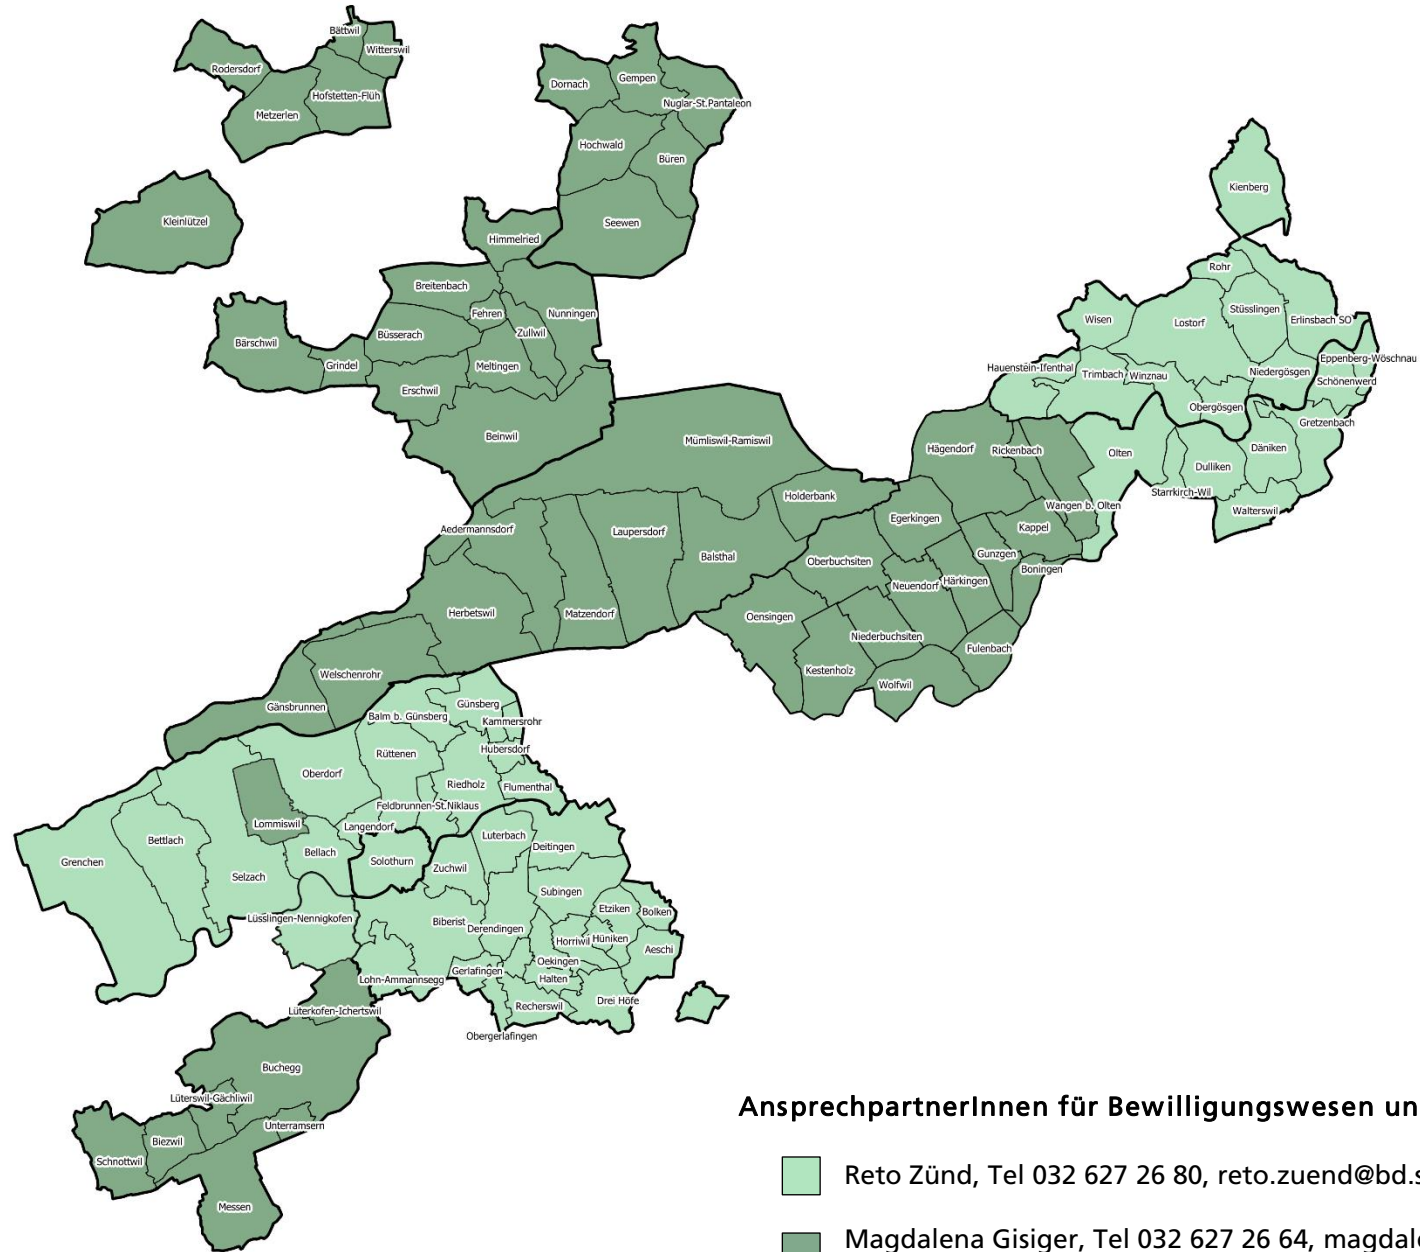 Bättwil
Witterswil
Rodersdorf
Hofstetten-Flüh
Metzerlen
Dornach
Gempen
Nuglar-St.Pantaleon
Hochwald
Büren
Kleinlützel
Seewen
Himmelried
Kienberg
Breitenbach
Fehren
Nunningen
Büsserach
Zullwil
Bärschwil
Grindel
Meltingen
Erschwil
Beinwil
Rohr
Stüsslingen
Wisen
Lostorf
Erlinsbach SO
Eppenberg-Wöschnau
Hauenstein-Ifenthal
Trimbach
Winznau
Niedergösgen
Schönenwerd
Obergösgen
Gretzenbach
Mümliswil-Ramiswil
Hägendorf
Rickenbach
Olten
Däniken
Dulliken
Starrkirch-Wil
Walterswil
Holderbank
Wangen b. Olten
Aedermannsdorf
Laupersdorf
Egerkingen
Kappel
Balsthal
Oberbuchsiten
Gunzgen
Boningen
Neuendorf
Härkingen
Herbetswil
Matzendorf
Oensingen
Niederbuchsiten
Fulenbach
Kestenholz
Wolfwil
Welschenrohr
Gänsbrunnen
Balm b. Günsberg
Günsberg
Kammersrohr
Rüttenen
Hubersdorf
Oberdorf
Riedholz
Flumenthal
Feldbrunnen-St.Niklaus
Lommiswil
Langendorf
Bettlach
Bellach
Solothurn
Grenchen
Selzach
Zuchwil
Luterbach
Deitingen
Subingen
Lüsslingen-Nennigkofen
Biberist
Derendingen
Etziken
Bolken
Horriwil
Hüniken
Aeschi
Oekingen
Lohn-Ammannsegg
Gerlafingen
Halten
Recherswil
Drei Höfe
Lüterkofen-Ichertswil
Obergerlafingen
Buchegg
Lüterswil-Gächliwil
Unterramsern
Biezwil
Schnottwil
Messen
AnsprechpartnerInnen für Bewilligungswesen un
Reto Zünd, Tel 032 627 26 80, reto.zuend@bd.s
Magdalena Gisiger, Tel 032 627 26 64, magdale